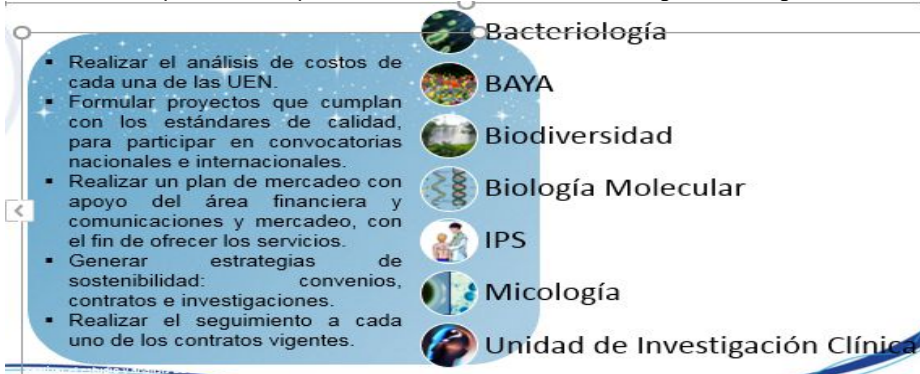 ▪ Realizar el análisis de costos de
cada una de las UEN.
▪ Formular proyectos que cumplan
con los estándares de calidad,
para participar en convocatorias
nacionales e internacionales.
▪ Realizar un plan de mercadeo con
apoyo del área financiera y
comunicaciones y mercadeo, con
el fin de ofrecer los servicios.
▪ Generar estrategias de
sostenibilidad: convenios,
contratos e investigaciones.
▪ Realizar el seguimiento a cada
uno de los contratos vigentes.
Bacteriología
BAYA
Biodiversidad
Biología Molecular
IPS
Micología
Unidad de Investigación Clínica